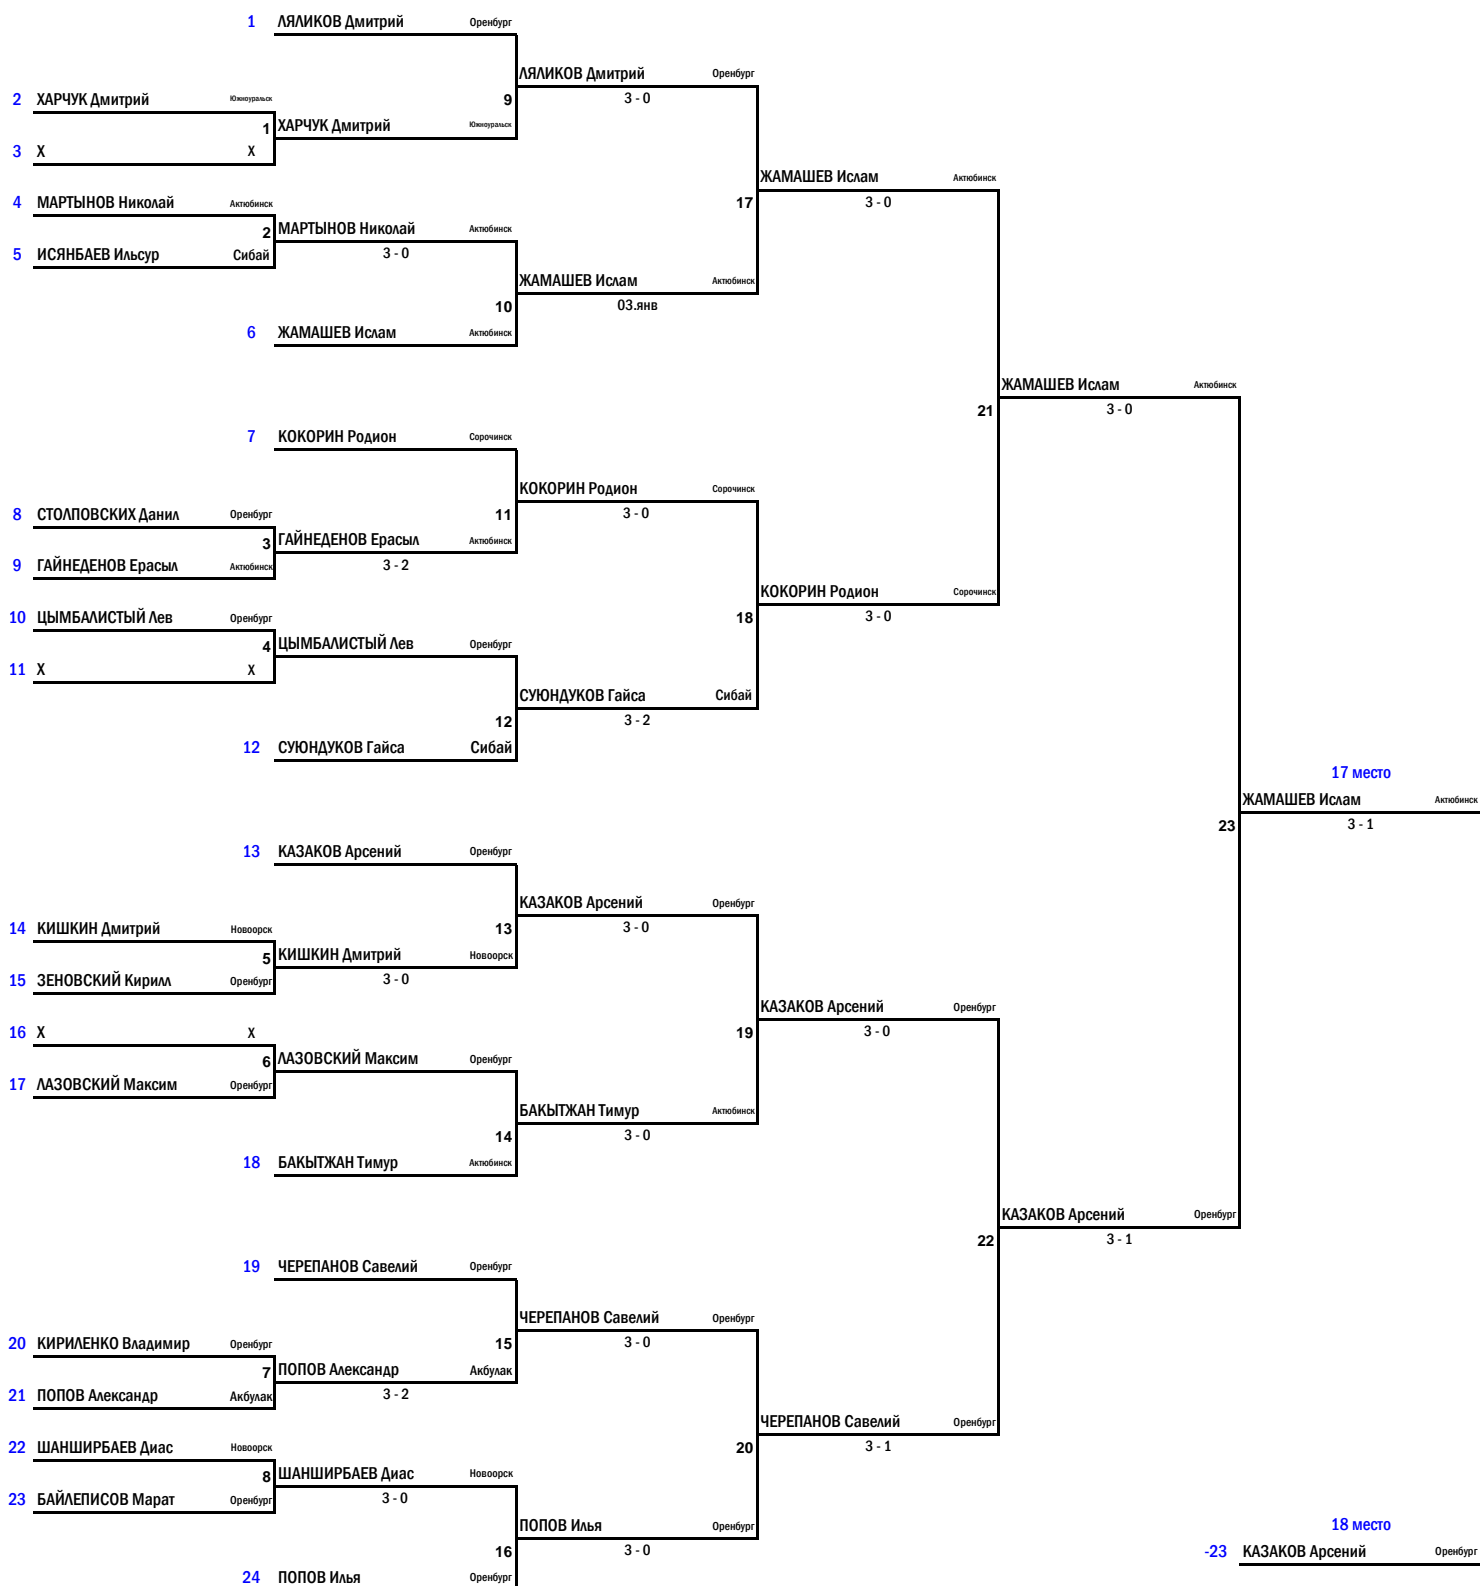 1 ЛЯЛИКОВ Дмитрий Оренбург
ЛЯЛИКОВ Дмитрий Оренбург
2 ХАРЧУК Дмитрий Южноуральск
9 3 - 0
1 ХАРЧУК Дмитрий Южноуральск
3 X X
ЖАМАШЕВ Ислам Актюбинск
4 МАРТЫНОВ Николай Актюбинск
17 3 - 0
2 МАРТЫНОВ Николай Актюбинск
5 ИСЯНБАЕВ Ильсур Сибай
3 - 0
ЖАМАШЕВ Ислам Актюбинск
10 03.янв
6 ЖАМАШЕВ Ислам Актюбинск
ЖАМАШЕВ Ислам Актюбинск
21 3 - 0
7 КОКОРИН Родион Сорочинск
КОКОРИН Родион Сорочинск
8 СТОЛПОВСКИХ Данил Оренбург
11 3 - 0
3 ГАЙНЕДЕНОВ Ерасыл Актюбинск
9 ГАЙНЕДЕНОВ Ерасыл Актюбинск
3 - 2
КОКОРИН Родион Сорочинск
10 ЦЫМБАЛИСТЫЙ Лев Оренбург
18 3 - 0
4 ЦЫМБАЛИСТЫЙ Лев Оренбург
11 X X
СУЮНДУКОВ Гайса Сибай
12 3 - 2
12 СУЮНДУКОВ Гайса Сибай
17 место
ЖАМАШЕВ Ислам Актюбинск
23 3 - 1
13 КАЗАКОВ Арсений Оренбург
КАЗАКОВ Арсений Оренбург
14 КИШКИН Дмитрий Новоорск
13 3 - 0
5 КИШКИН Дмитрий Новоорск
15 ЗЕНОВСКИЙ Кирилл Оренбург
3 - 0
КАЗАКОВ Арсений Оренбург
16 X X
19 3 - 0
6 ЛАЗОВСКИЙ Максим Оренбург
17 ЛАЗОВСКИЙ Максим Оренбург
БАКЫТЖАН Тимур Актюбинск
14 3 - 0
18 БАКЫТЖАН Тимур Актюбинск
КАЗАКОВ Арсений Оренбург
22 3 - 1
19 ЧЕРЕПАНОВ Савелий Оренбург
ЧЕРЕПАНОВ Савелий Оренбург
20 КИРИЛЕНКО Владимир Оренбург
15 3 - 0
7 ПОПОВ Александр Акбулак
21 ПОПОВ Александр Акбулак
3 - 2
ЧЕРЕПАНОВ Савелий Оренбург
22 ШАНШИРБАЕВ Диас Новоорск
20 3 - 1
8 ШАНШИРБАЕВ Диас Новоорск
23 БАЙЛЕПИСОВ Марат Оренбург
3 - 0
ПОПОВ Илья Оренбург
18 место
16 3 - 0
-23 КАЗАКОВ Арсений Оренбург
24 ПОПОВ Илья Оренбург